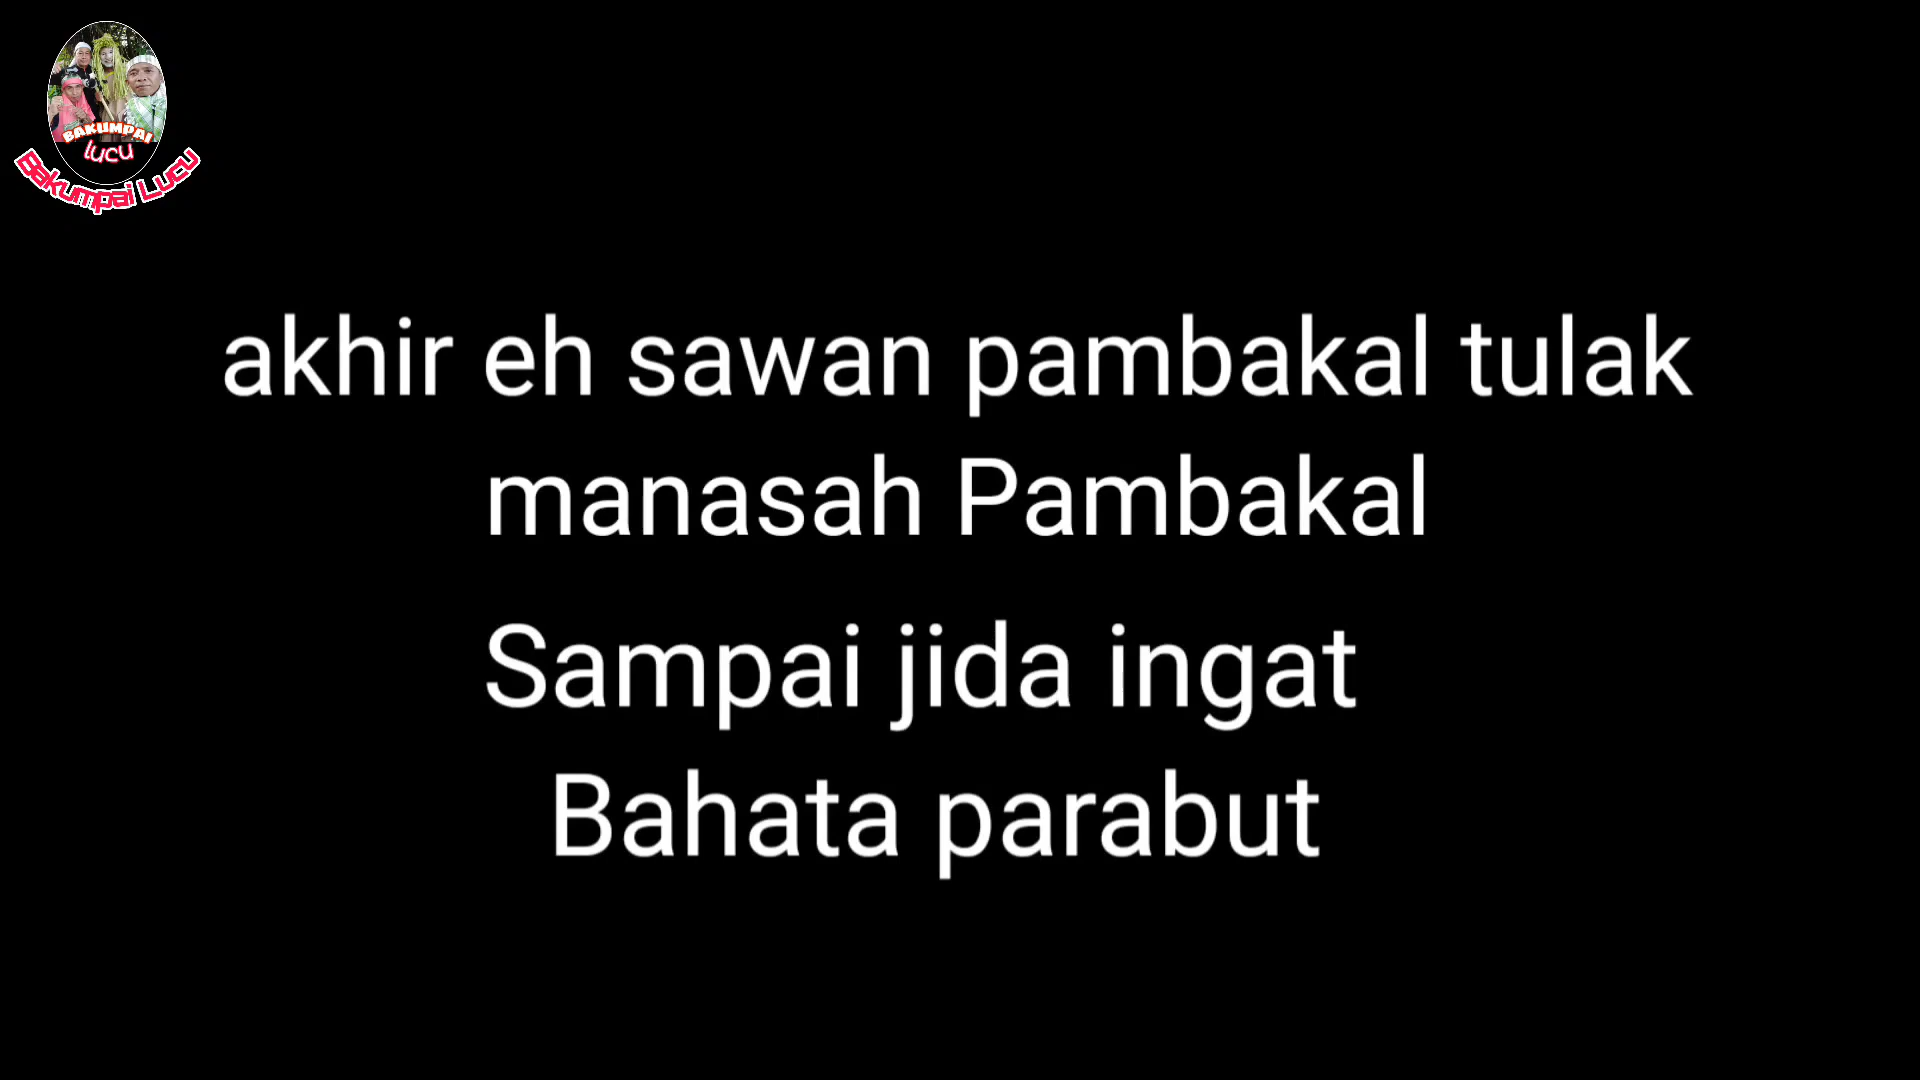 BAKUMPAI
lucu
Bakumpai Lucu
akhir eh sawan pambakal tulak
manasah Pambakal
Sampai jida ingat
Bahata parabut